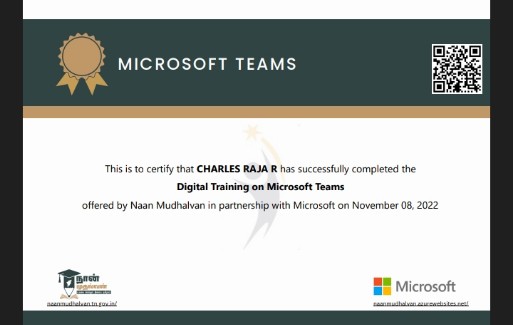 MICROSOFT TEAMS
This is to certify that CHARLES RAJA R has successfully completed the
Digital Training on Microsoft Teams
offered by Naan Mudhalvan in partnership with Microsoft on November 08, 2022
நான்
முதல்வன்
Microsoft
naanmudhalvan.tn.gov.in/
naanmudhalvan.azurewebsites.net/